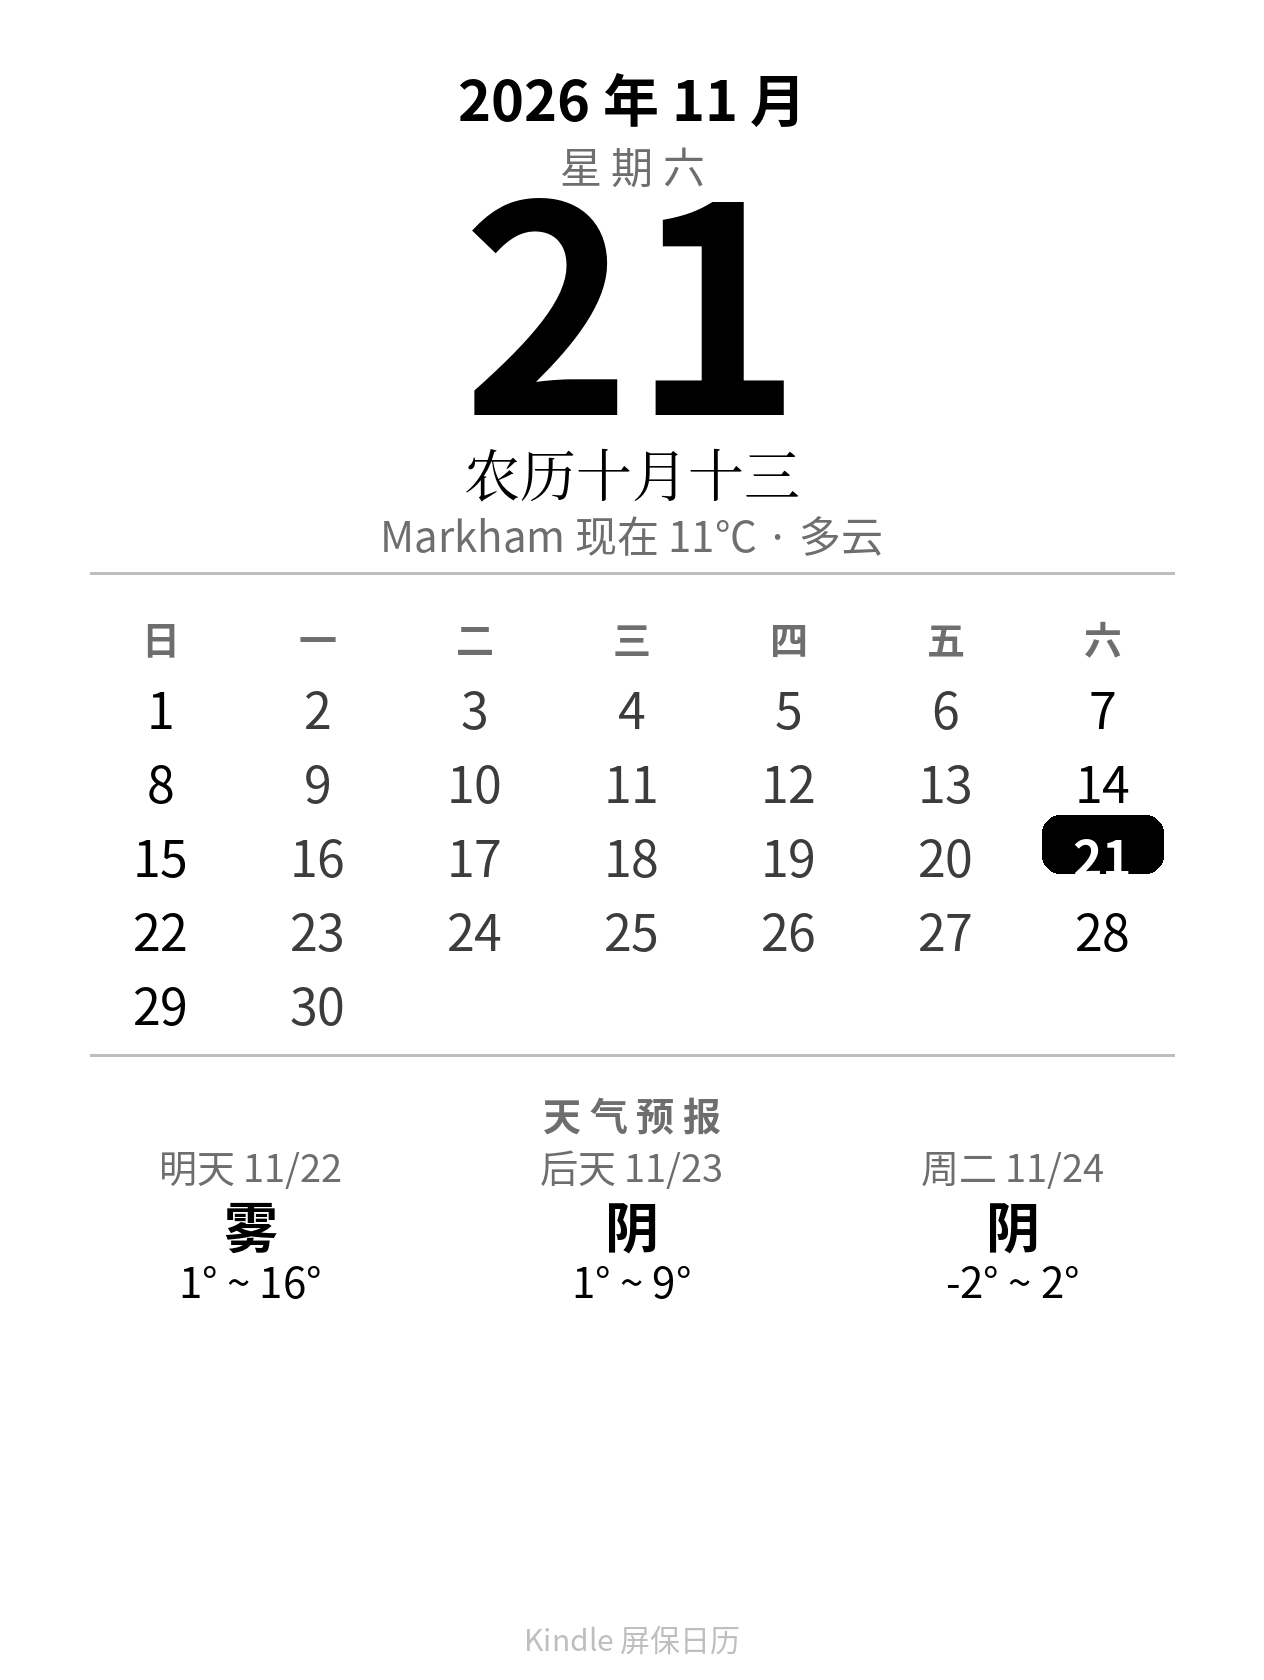 2026 年 11 月
星期六
21
农历十月十三
Markham 现在 11°C · 多云
日 一 二 三 四 五 六
1 2 3 4 5 6 7
8 9 10 11 12 13 14
15 16 17 18 19 20 21
22 23 24 25 26 27 28
29 30
天气预报
明天 11/22 后天 11/23 周二 11/24
雾 阴 阴
1° ~ 16° 1° ~ 9° -2° ~ 2°
Kindle 屏保日历